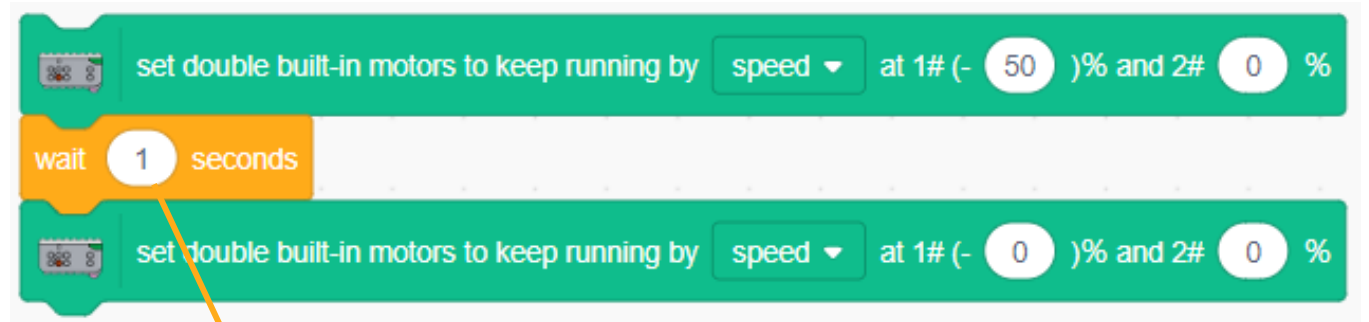 set double built-in motors to keep running by speed at 1# (- 50 )% and 2# 0 %
wait 1 seconds
set double built-in motors to keep running by speed at 1# (- 0 )% and 2# 0 %